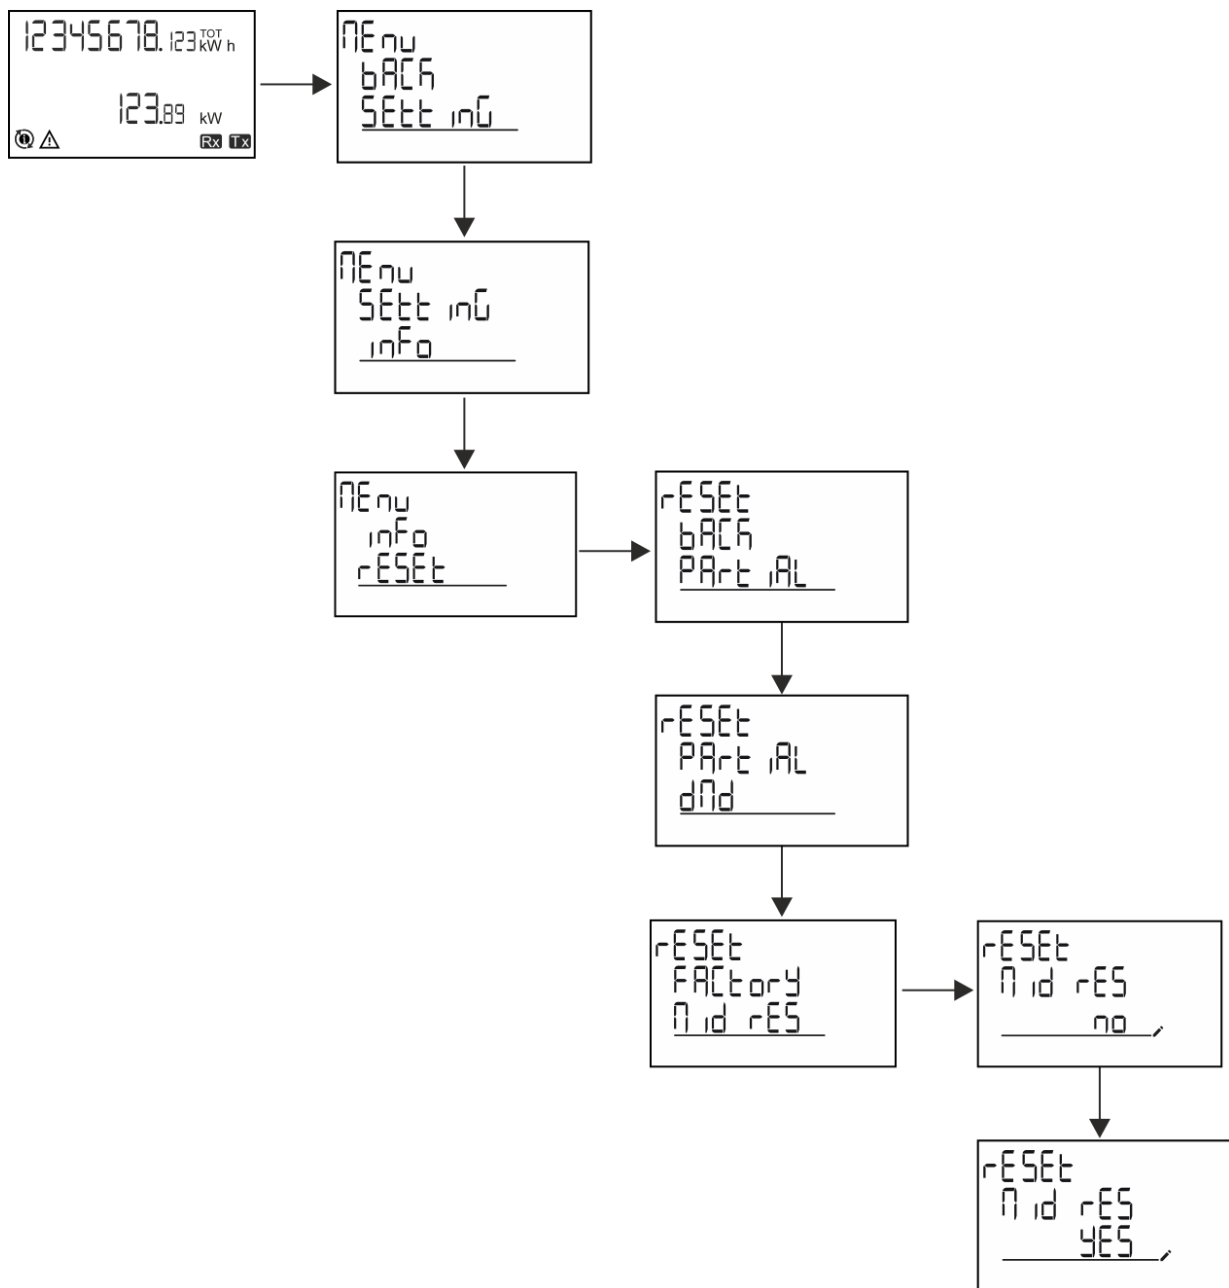 12345678.123 TOT kW h
123.89 kW
Rx Tx
MEnu
bACK
SEttinG
MEnu
SEttinG
inFo
MEnu
inFo
rESEt
rESEt
bACK
PArtiAL
rESEt
PArtiAL
dMd
rESEt
FACtorY
Mid rES
rESEt
Mid rES
no
rESEt
Mid rES
YES